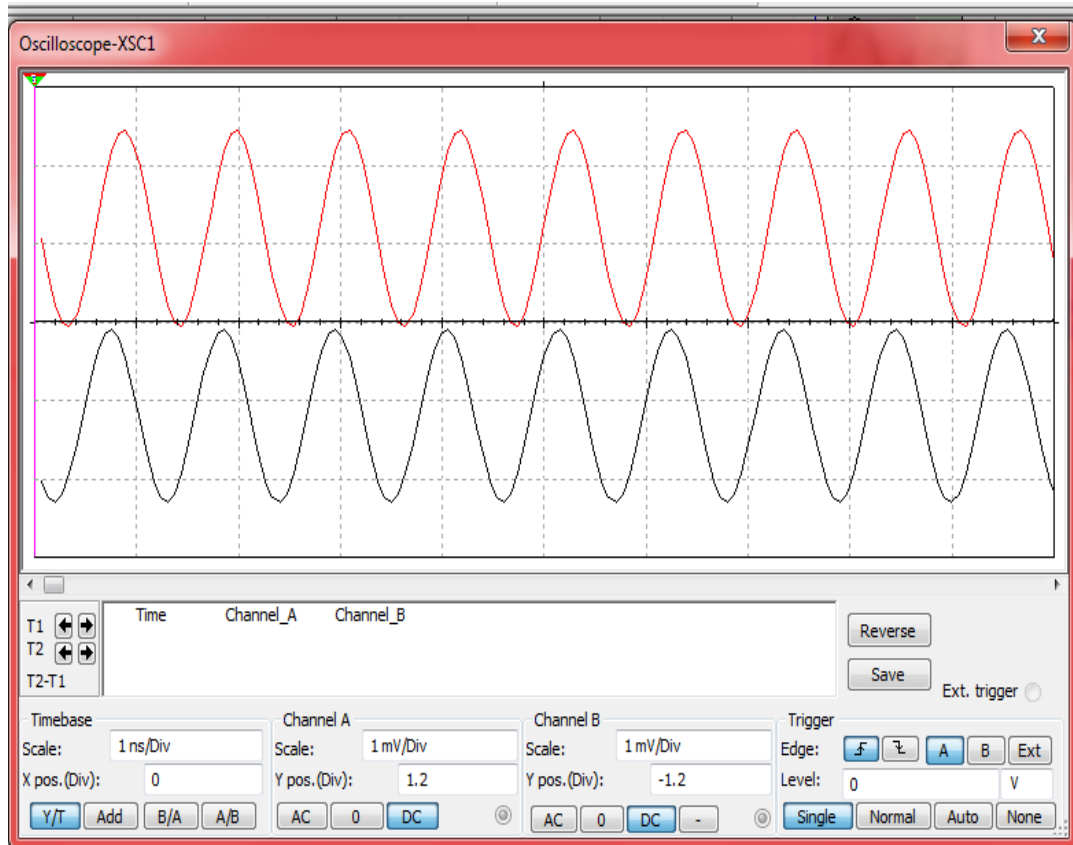 Oscilloscope-XSC1
X
Time Channel_A Channel_B
T1
T2
T2-T1
Reverse
Save
Ext. trigger
Timebase
Scale: 1 ns/Div
X pos.(Div): 0
Y/T Add B/A A/B
Channel A
Scale: 1 mV/Div
Y pos.(Div): 1.2
AC 0 DC
Channel B
Scale: 1 mV/Div
Y pos.(Div): -1.2
AC 0 DC -
Trigger
Edge: A B Ext
Level: 0 V
Single Normal Auto None